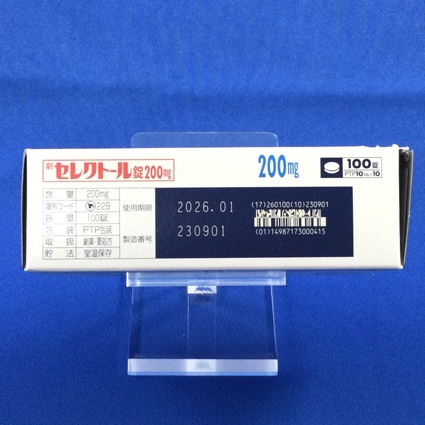 劇 セレクトール錠200mg
200mg
100錠
PTP10錠×10
含量 200mg
識別コード 229
容量 100錠
包装 PTP包装
取扱 劇薬・要処方
貯法 室温保存
使用期限 2026.01
製造番号 230901
(17)260100(10)230901
(01)14987173000415